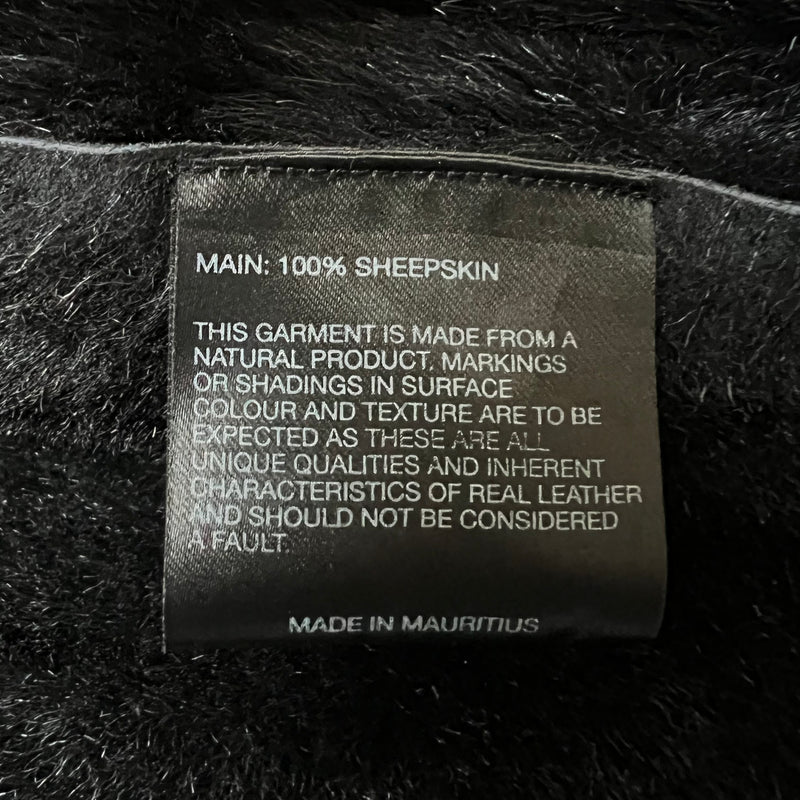 MAIN: 100% SHEEPSKIN
THIS GARMENT IS MADE FROM A
NATURAL PRODUCT. MARKINGS
OR SHADINGS IN SURFACE
COLOUR AND TEXTURE ARE TO BE
EXPECTED AS THESE ARE ALL
UNIQUE QUALITIES AND INHERENT
CHARACTERISTICS OF REAL LEATHER
AND SHOULD NOT BE CONSIDERED
A FAULT.
MADE IN MAURITIUS